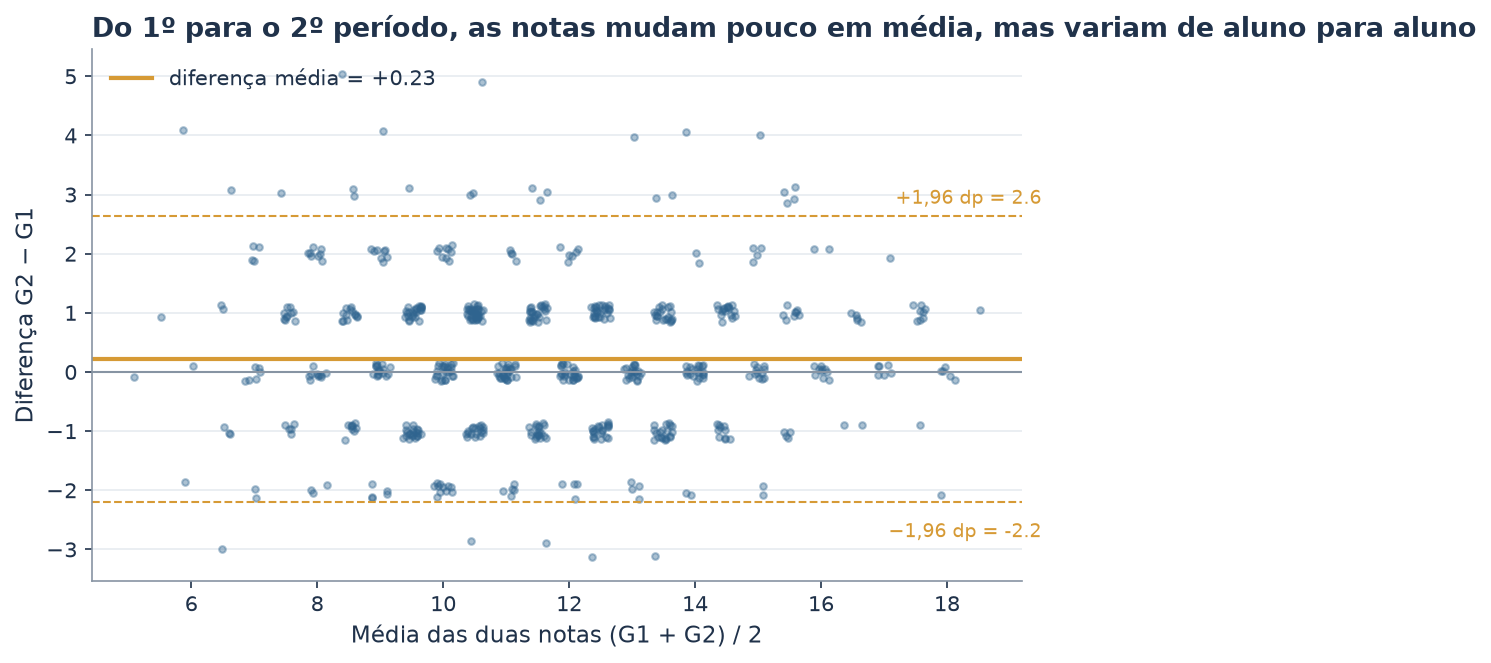 Do 1º para o 2º período, as notas mudam pouco em média, mas variam de aluno para aluno
diferença média = +0.23
5
4
3
2
1
0
−1
−2
−3
+1,96 dp = 2.6
−1,96 dp = -2.2
Diferença G2 − G1
6
8
10
12
14
16
18
Média das duas notas (G1 + G2) / 2